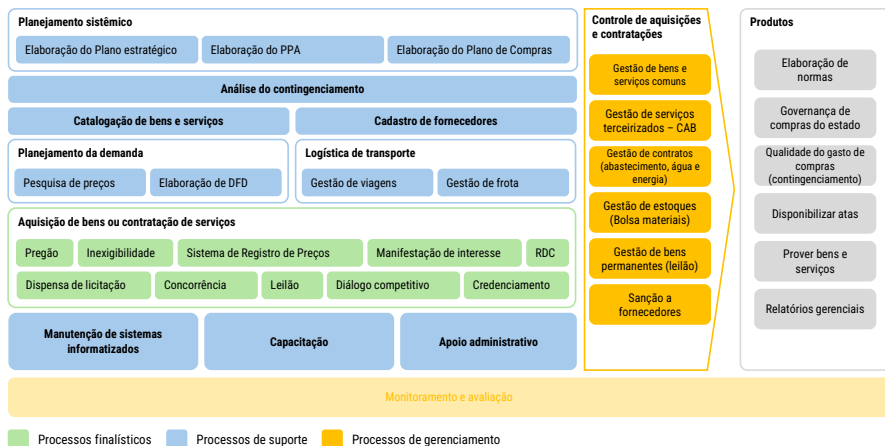 Planejamento sistêmico
Elaboração do Plano estratégico
Elaboração do PPA
Elaboração do Plano de Compras
Análise do contingenciamento
Catalogação de bens e serviços
Cadastro de fornecedores
Planejamento da demanda
Pesquisa de preços
Elaboração de DFD
Logística de transporte
Gestão de viagens
Gestão de frota
Aquisição de bens ou contratação de serviços
Pregão
Inexigibilidade
Sistema de Registro de Preços
Manifestação de interesse
RDC
Dispensa de licitação
Concorrência
Leilão
Diálogo competitivo
Credenciamento
Manutenção de sistemas
informatizados
Capacitação
Apoio administrativo
Controle de aquisições
e contratações
Gestão de bens e
serviços comuns
Gestão de serviços
terceirizados – CAB
Gestão de contratos
(abastecimento, água e
energia)
Gestão de estoques
(Bolsa materiais)
Gestão de bens
permanentes (leilão)
Sanção a
fornecedores
Produtos
Elaboração de
normas
Governança de
compras do estado
Qualidade do gasto de
compras
(contingenciamento)
Disponibilizar atas
Prover bens e
serviços
Relatórios gerenciais
Monitoramento e avaliação
Processos finalísticos
Processos de suporte
Processos de gerenciamento